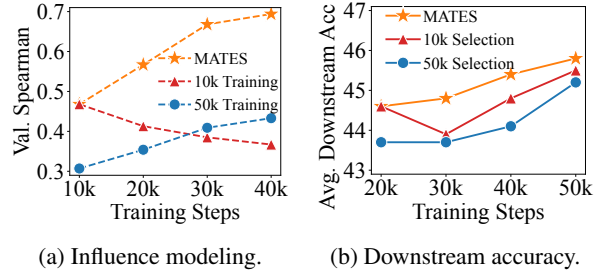 Val. Spearman
0.7
0.6
0.5
0.4
0.3
MATES
10k Training
50k Training
10k 20k 30k 40k
Training Steps
(a) Influence modeling.
Avg. Downstream Acc
47
46
45
44
43
MATES
10k Selection
50k Selection
20k 30k 40k 50k
Training Steps
(b) Downstream accuracy.